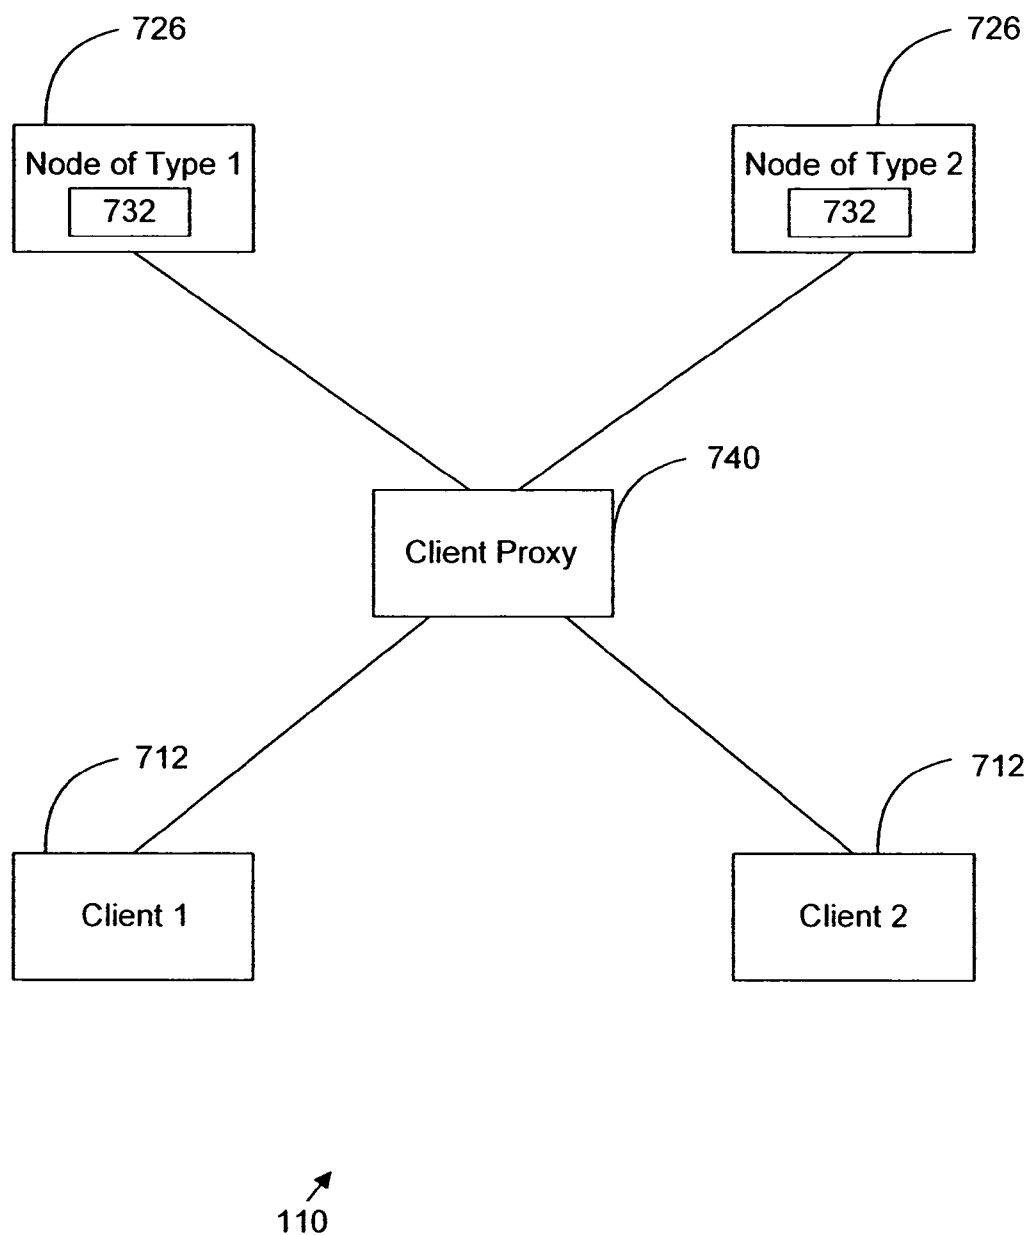 726
726
Node of Type 1
732
Node of Type 2
732
740
Client Proxy
712
712
Client 1
Client 2
110